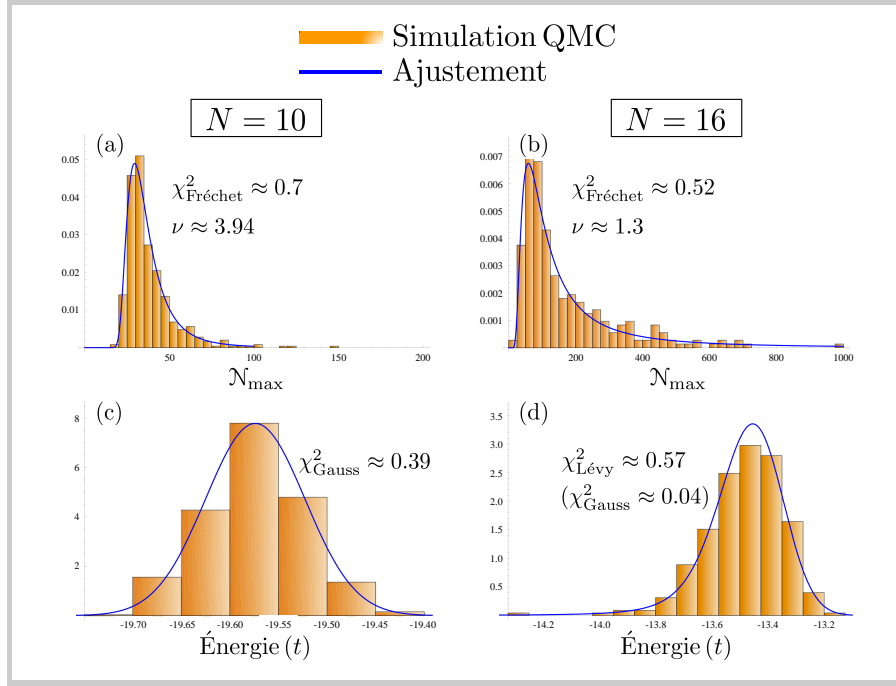 Simulation QMC
Ajustement
N = 10
N = 16
(a)
0.05
0.04
0.03
0.02
0.01
χ²Fréchet ≈ 0.7
ν ≈ 3.94
50 100 150 200
𝒩max
(b)
0.007
0.006
0.005
0.004
0.003
0.002
0.001
χ²Fréchet ≈ 0.52
ν ≈ 1.3
200 400 600 800 1000
𝒩max
(c)
8
6
4
2
χ²Gauss ≈ 0.39
-19.70 -19.65 -19.60 -19.55 -19.50 -19.45 -19.40
Énergie (t)
(d)
3.5
3.0
2.5
2.0
1.5
1.0
0.5
χ²Lévy ≈ 0.57
(χ²Gauss ≈ 0.04)
-14.2 -14.0 -13.8 -13.6 -13.4 -13.2
Énergie (t)